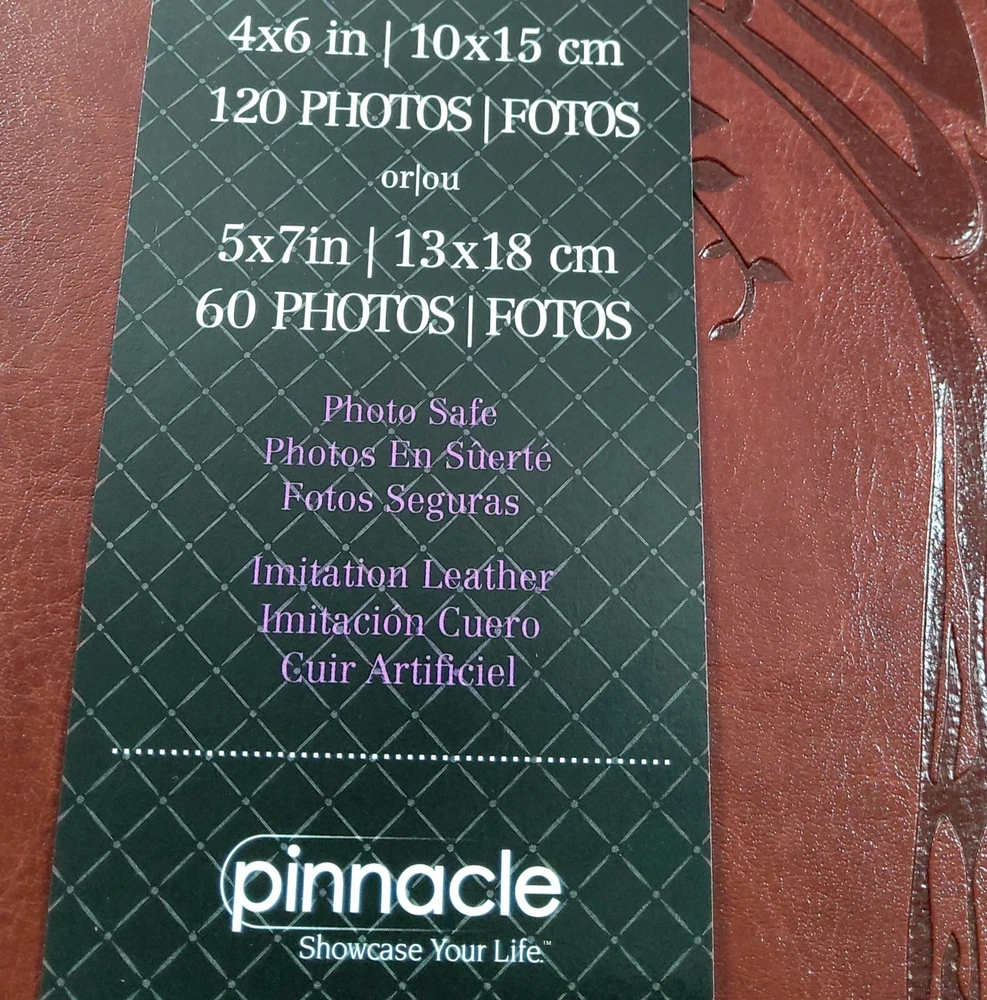 4x6 in | 10x15 cm
120 PHOTOS | FOTOS
or|ou
5x7in | 13x18 cm
60 PHOTOS | FOTOS
Photo Safe
Photos En Sûerté
Fotos Seguras
Imitation Leather
Imitación Cuero
Cuir Artificiel
pinnacle
Showcase Your Life.™